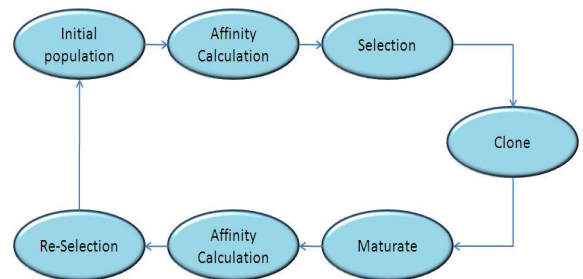 Initial
population
Affinity
Calculation
Selection
Clone
Maturate
Affinity
Calculation
Re-Selection